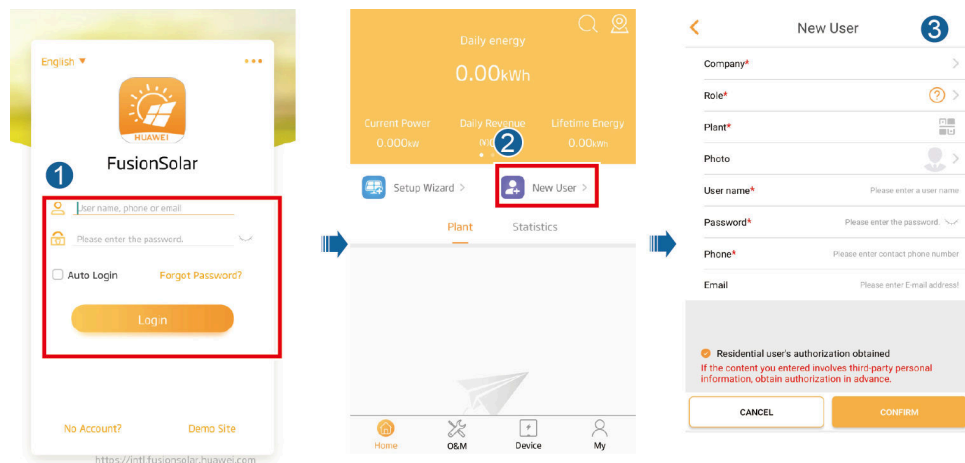 English ▼
HUAWEI
FusionSolar
1
User name, phone or email
Please enter the password.
Auto Login
Forgot Password?
Login
No Account?
Demo Site
https://intl.fusionsolar.huawei.com
Daily energy
0.00kWh
Current Power
Daily Revenue
Lifetime Energy
0.000kW
0.00kWh
2
Setup Wizard >
New User >
Plant
Statistics
Home
O&M
Device
My
New User
3
Company*
Role*
?
Plant*
Photo
User name*
Please enter a user name
Password*
Please enter the password.
Phone*
Please enter contact phone number
Email
Please enter E-mail address!
Residential user's authorization obtained
If the content you entered involves third-party personal
information, obtain authorization in advance.
CANCEL
CONFIRM